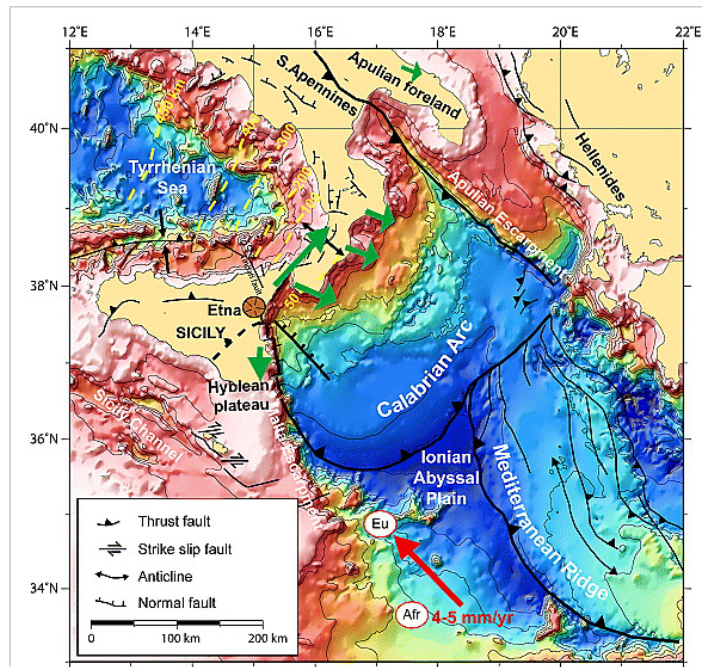 12°E
14°E
16°E
18°E
20°E
22°E
40°N
38°N
36°N
34°N
S.Apennines
Apulian foreland
Hellenides
Tyrrhenian
Sea
Apulian Escarpment
Etna
SICILY
Hyblean
plateau
Calabrian Arc
Sicily Channel
Malta Escarpment
Ionian
Abyssal
Plain
Mediterranean Ridge
Eu
Afr
4-5 mm/yr
Thrust fault
Strike slip fault
Anticline
Normal fault
0
100 km
200 km